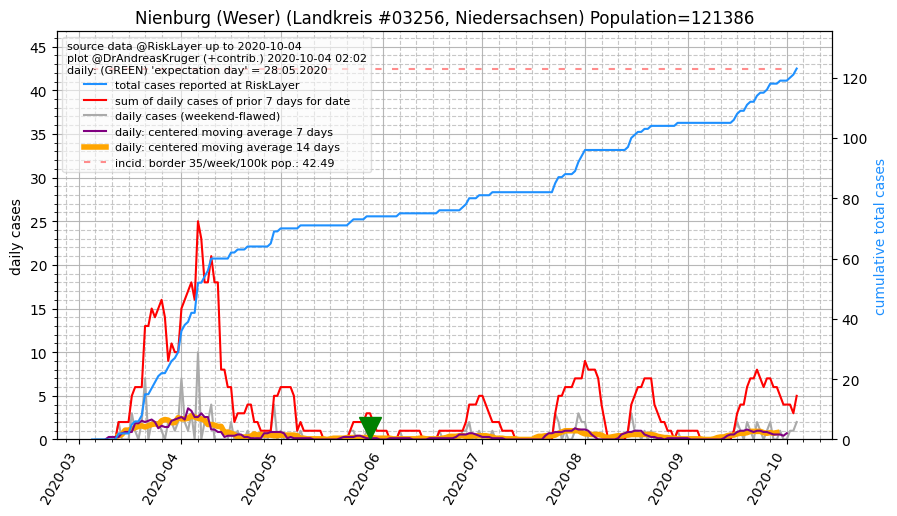 Nienburg (Weser) (Landkreis #03256, Niedersachsen) Population=121386
source data @RiskLayer up to 2020-10-04
plot @DrAndreasKruger (+contrib.) 2020-10-04 02:02
daily: (GREEN) 'expectation day' = 28.05.2020
total cases reported at RiskLayer
sum of daily cases of prior 7 days for date
daily cases (weekend-flawed)
daily: centered moving average 7 days
daily: centered moving average 14 days
incid. border 35/week/100k pop.: 42.49
daily cases
45
40
35
30
25
20
15
10
5
0
cumulative total cases
120
100
80
60
40
20
0
2020-03
2020-04
2020-05
2020-06
2020-07
2020-08
2020-09
2020-10